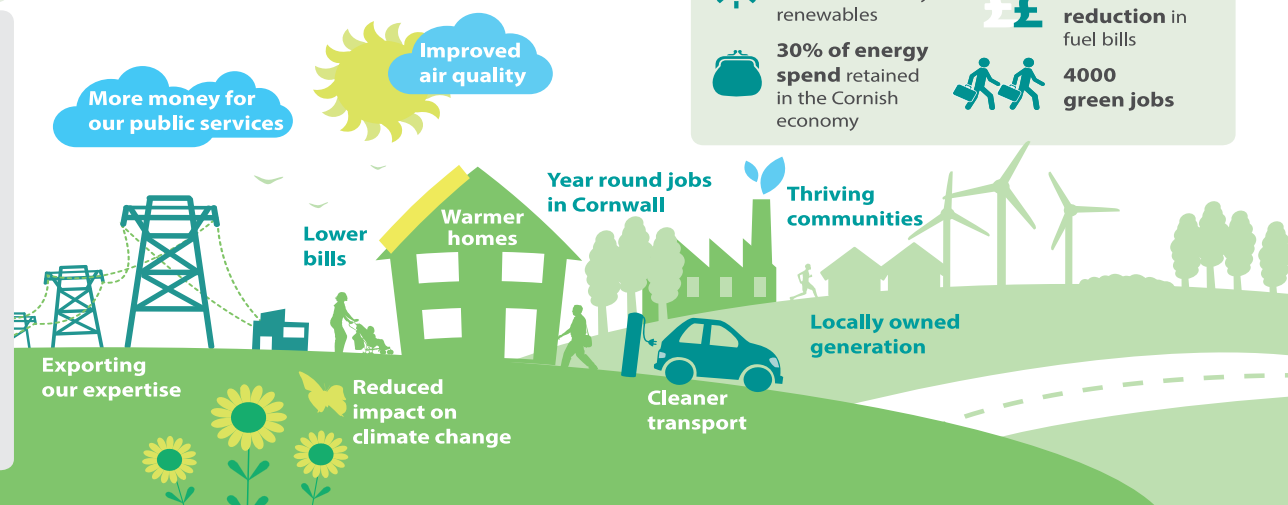 renewables
30% of energy
spend retained
in the Cornish
economy
reduction in
fuel bills
4000
green jobs
Improved
air quality
More money for
our public services
Year round jobs
in Cornwall
Thriving
communities
Warmer
homes
Lower
bills
Locally owned
generation
Exporting
our expertise
Reduced
impact on
climate change
Cleaner
transport